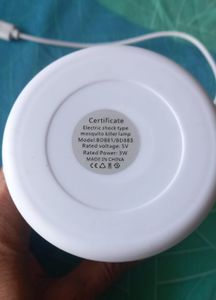 Certificate
Electric shock type
mosquito killer lamp
Model:BD881/BD883
Rated voltage: 5V
Rated Power: 3W
MADE IN CHINA
CE